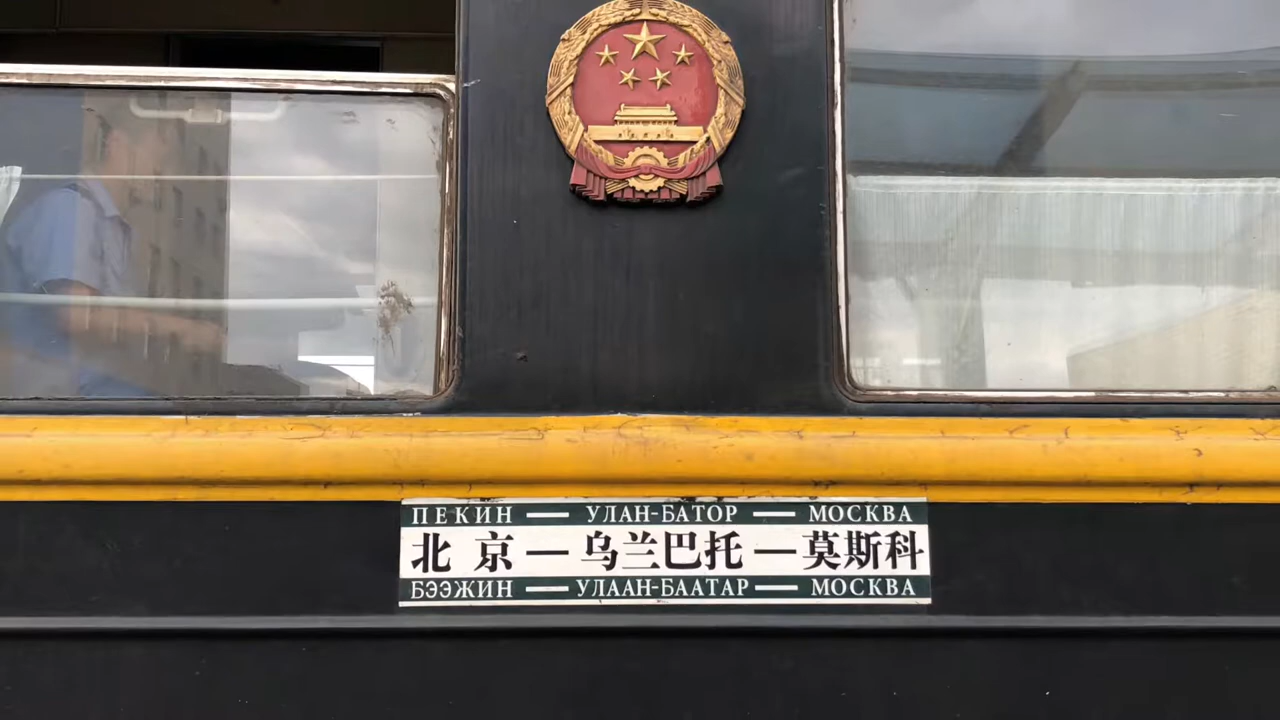 ПЕКИН — УЛАН-БАТОР — МОСКВА
北京—乌兰巴托—莫斯科
БЭЭЖИН — УЛААН-БААТАР — МОСКВА